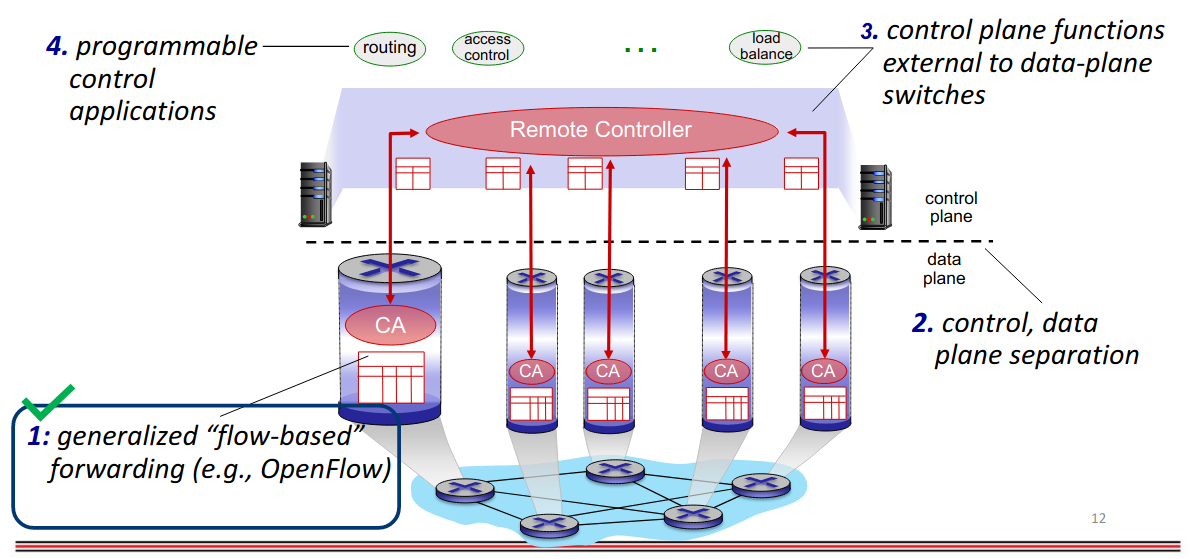 4. programmable
control
applications
routing
access
control
...
load
balance
3. control plane functions
external to data-plane
switches
Remote Controller
control
plane
data
plane
CA
CA
CA
CA
CA
2. control, data
plane separation
1: generalized “flow-based”
forwarding (e.g., OpenFlow)
12